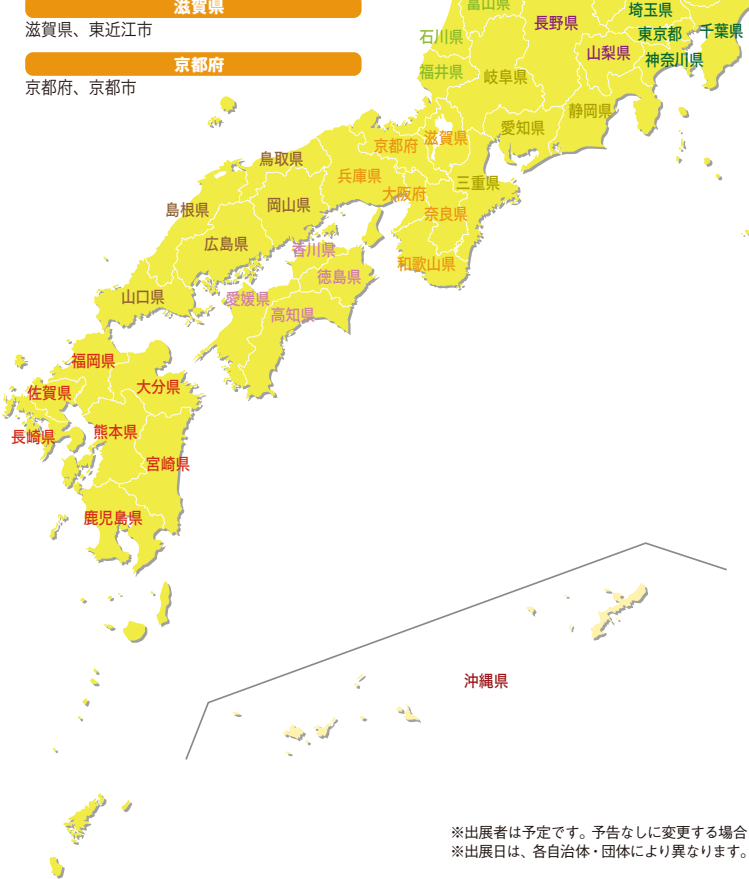 滋賀県
滋賀県、東近江市
京都府
京都府、京都市
富山県
埼玉県
長野県
千葉県
石川県
東京都
山梨県
神奈川県
福井県
岐阜県
静岡県
愛知県
滋賀県
京都府
鳥取県
兵庫県
三重県
大阪府
岡山県
島根県
奈良県
広島県
香川県
和歌山県
徳島県
山口県
愛媛県
高知県
福岡県
大分県
佐賀県
熊本県
長崎県
宮崎県
鹿児島県
沖縄県
※出展者は予定です。予告なしに変更する場合
※出展日は、各自治体・団体により異なります。